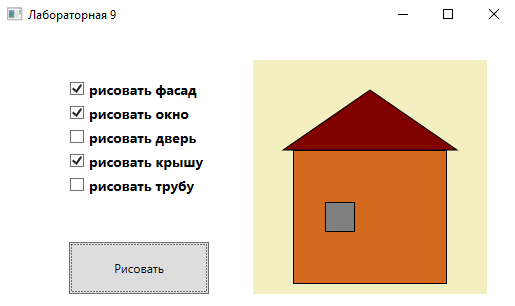 Лабораторная 9
рисовать фасад
рисовать окно
рисовать дверь
рисовать крышу
рисовать трубу
Рисовать